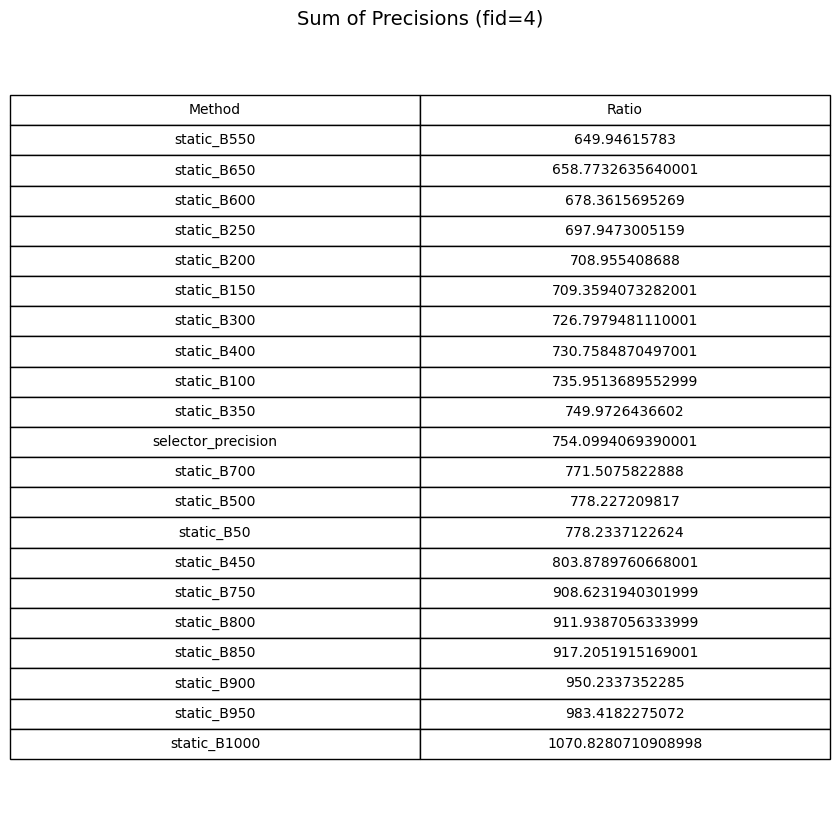 Sum of Precisions (fid=4)
Method Ratio
static_B550 649.94615783
static_B650 658.7732635640001
static_B600 678.3615695269
static_B250 697.9473005159
static_B200 708.955408688
static_B150 709.3594073282001
static_B300 726.7979481110001
static_B400 730.7584870497001
static_B100 735.9513689552999
static_B350 749.9726436602
selector_precision 754.0994069390001
static_B700 771.5075822888
static_B500 778.227209817
static_B50 778.2337122624
static_B450 803.8789760668001
static_B750 908.6231940301999
static_B800 911.9387056333999
static_B850 917.2051915169001
static_B900 950.2337352285
static_B950 983.4182275072
static_B1000 1070.8280710908998